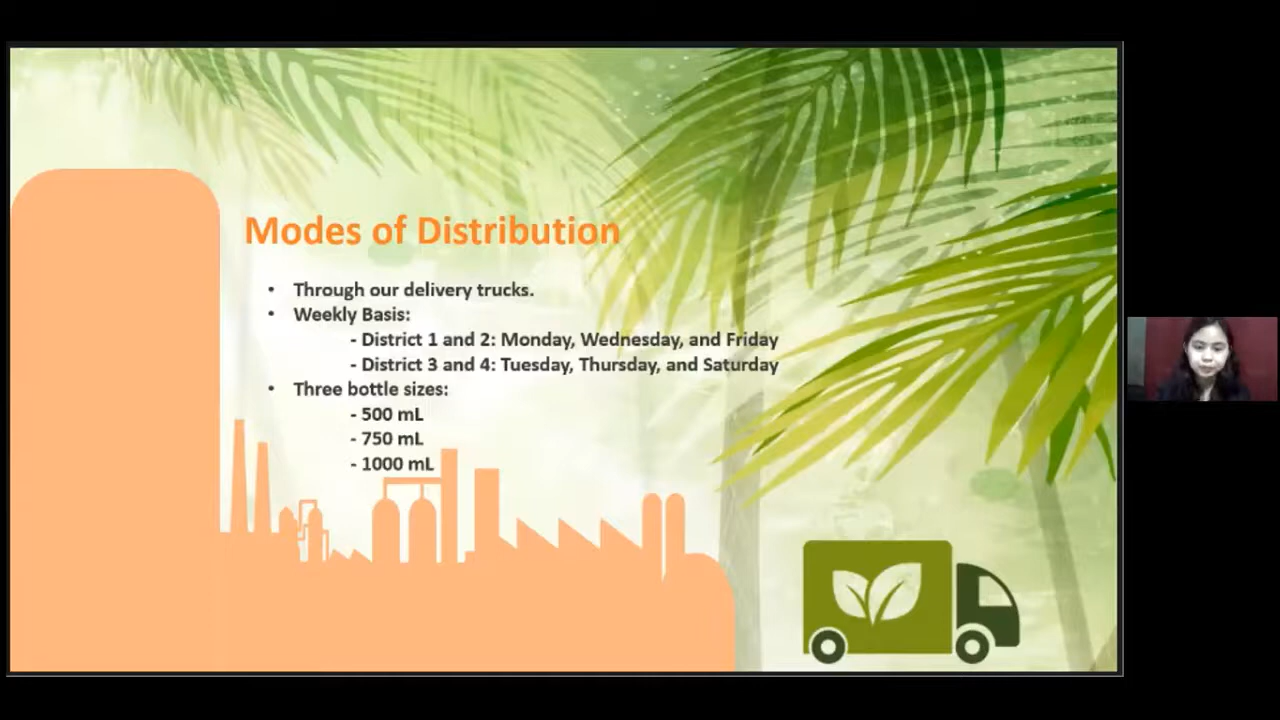 Modes of Distribution
• Through our delivery trucks.
• Weekly Basis:
- District 1 and 2: Monday, Wednesday, and Friday
- District 3 and 4: Tuesday, Thursday, and Saturday
• Three bottle sizes:
- 500 mL
- 750 mL
- 1000 mL